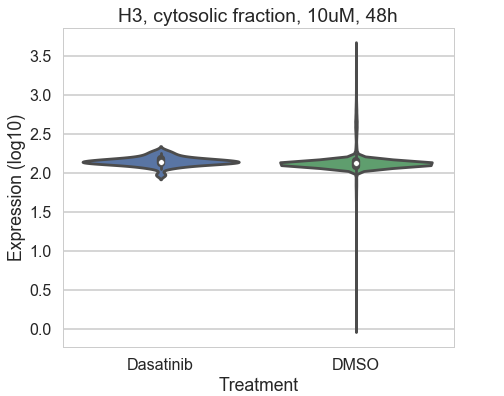 H3, cytosolic fraction, 10uM, 48h
Expression (log10)
3.5
3.0
2.5
2.0
1.5
1.0
0.5
0.0
Dasatinib DMSO
Treatment